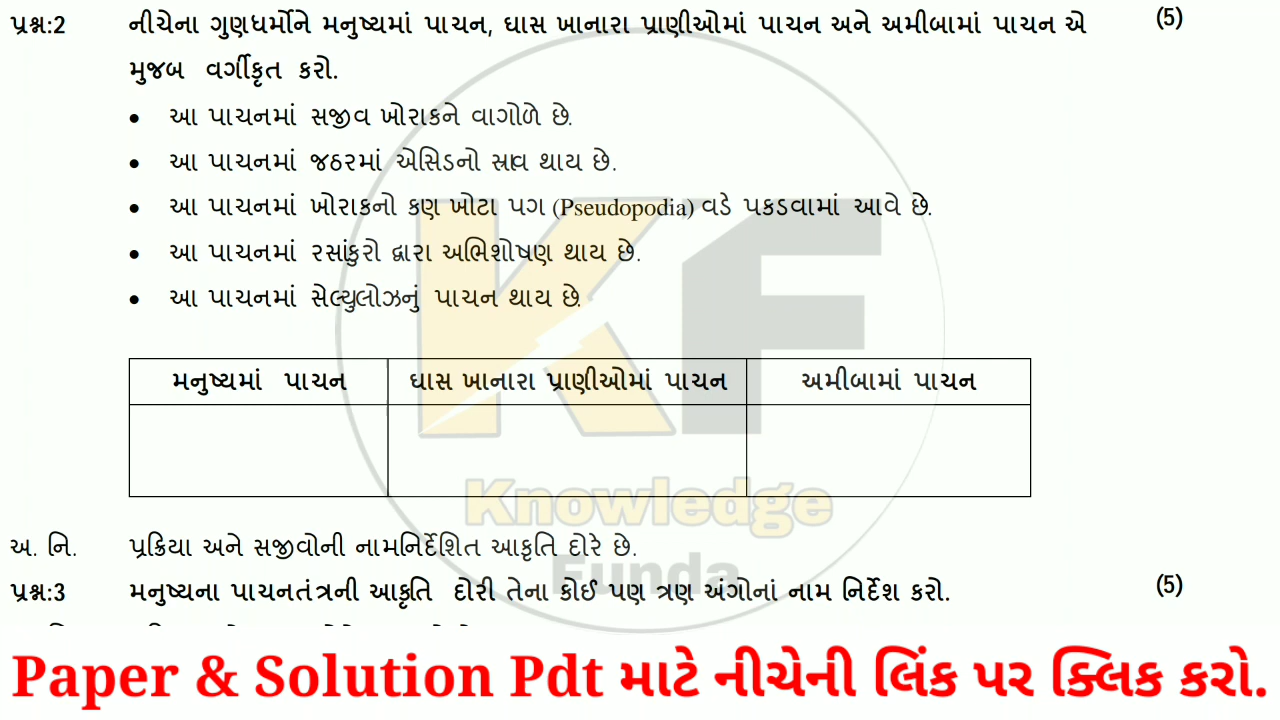 પ્રશ્ન:2 નીચેના ગુણધર્મોને મનુષ્યમાં પાચન, ઘાસ ખાનારા પ્રાણીઓમાં પાચન અને અમીબામાં પાચન એ (5)
મુજબ વર્ગીકૃત કરો.
• આ પાચનમાં સજીવ ખોરાકને વાગોળે છે.
• આ પાચનમાં જઠરમાં એસિડનો સ્રાવ થાય છે.
• આ પાચનમાં ખોરાકનો કણ ખોટા પગ (Pseudopodia) વડે પકડવામાં આવે છે.
• આ પાચનમાં રસાંકુરો દ્વારા અભિશોષણ થાય છે.
• આ પાચનમાં સેલ્યુલોઝનું પાચન થાય છે.
મનુષ્યમાં પાચન ઘાસ ખાનારા પ્રાણીઓમાં પાચન અમીબામાં પાચન
KF
Knowledge
Funda
અ. નિ. પ્રક્રિયા અને સજીવોની નામનિર્દેશિત આકૃતિ દોરે છે.
પ્રશ્ન:3 મનુષ્યના પાચનતંત્રની આકૃતિ દોરી તેના કોઈ પણ ત્રણ અંગોનાં નામ નિર્દેશ કરો. (5)
Paper & Solution Pdt માટે નીચેની લિંક પર ક્લિક કરો.